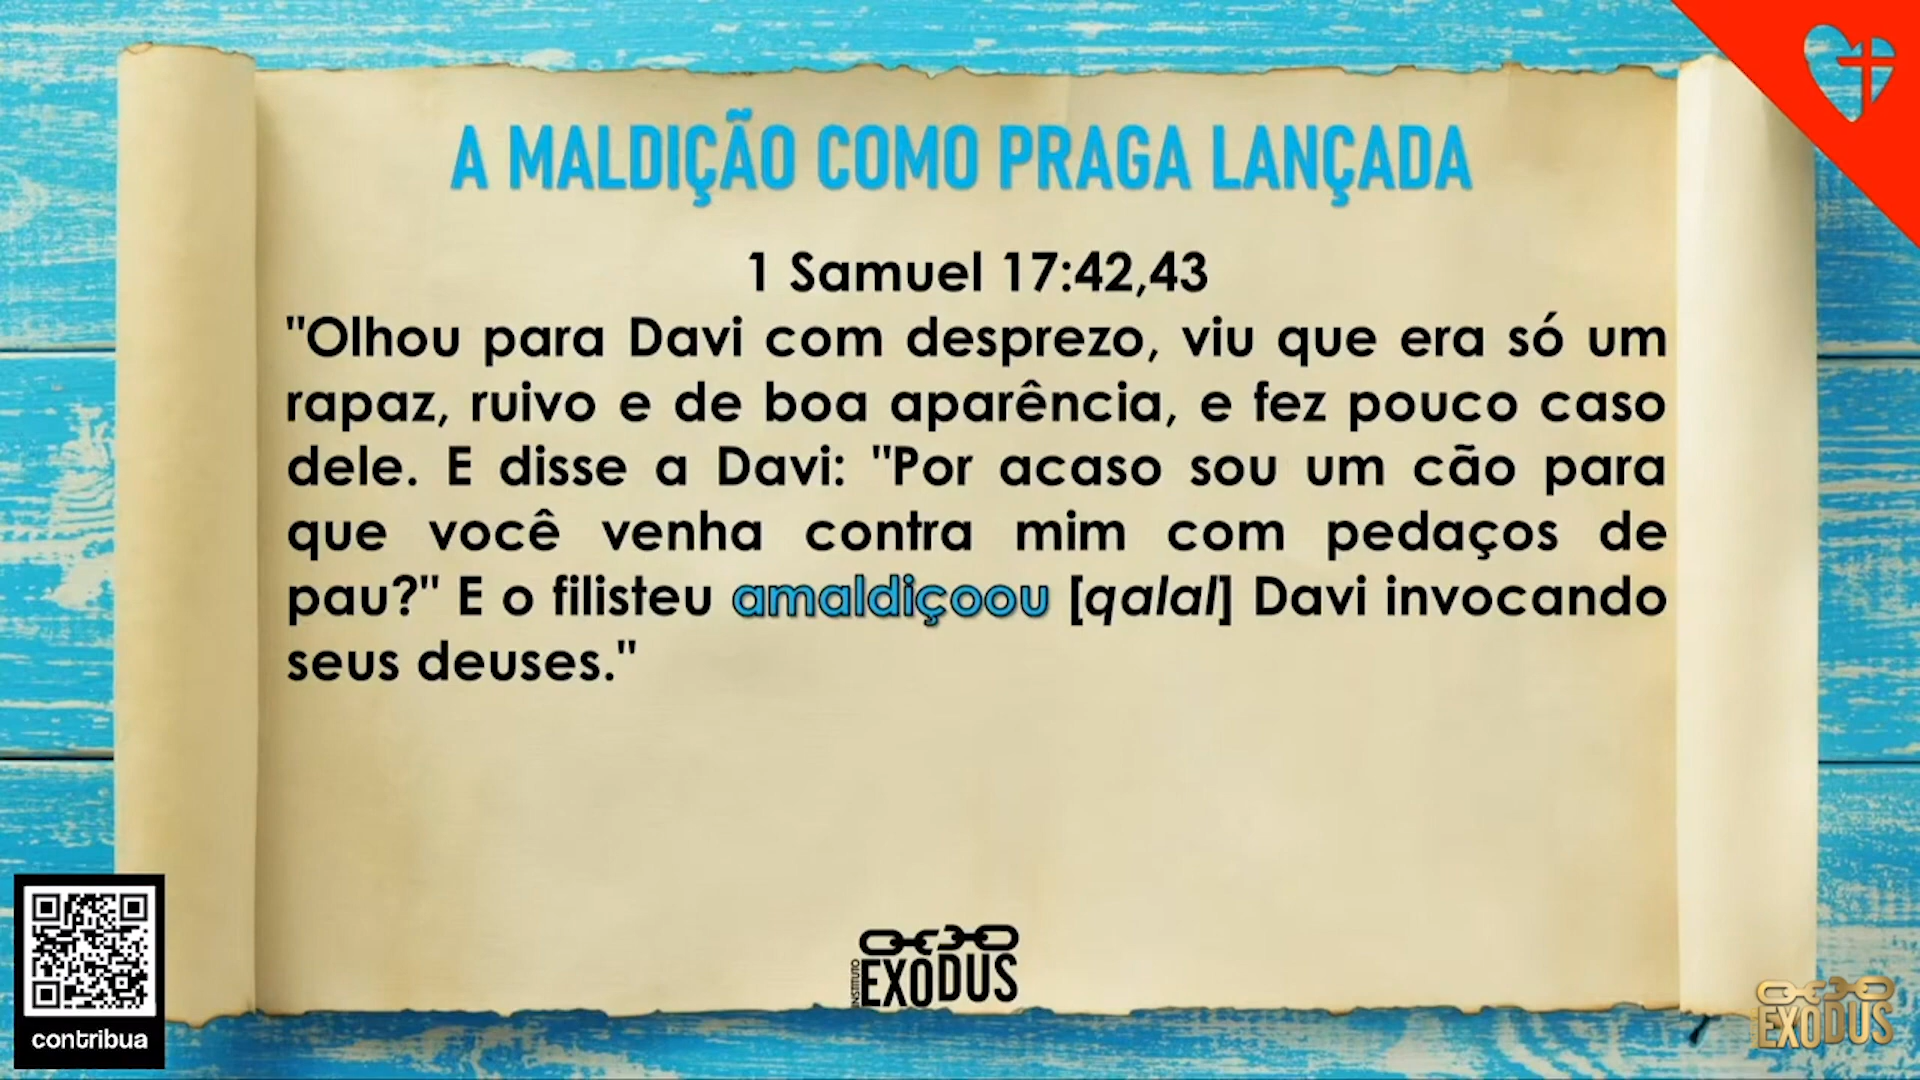 A MALDIÇÃO COMO PRAGA LANÇADA
1 Samuel 17:42,43
"Olhou para Davi com desprezo, viu que era só um
rapaz, ruivo e de boa aparência, e fez pouco caso
dele. E disse a Davi: "Por acaso sou um cão para
que você venha contra mim com pedaços de
pau?" E o filisteu amaldiçoou [qalal] Davi invocando
seus deuses."
contribua
INSTITUTO
EXODUS
EXODUS